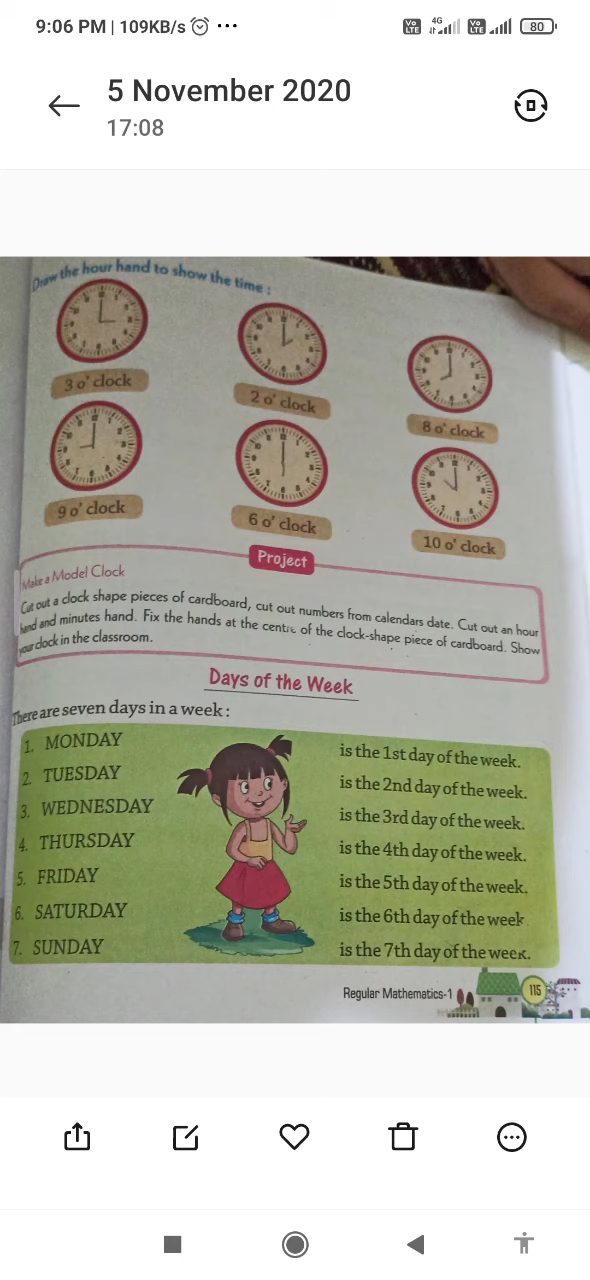 9:06 PM | 109KB/s ...
Vo LTE 4G Vo LTE 80
5 November 2020
17:08
Draw the hour hand to show the time :
3 o' clock
2 o' clock
8 o' clock
9 o' clock
6 o' clock
10 o' clock
Project
Make a Model Clock
Cut out a clock shape pieces of cardboard, cut out numbers from calendars date. Cut out an hour
hand and minutes hand. Fix the hands at the centre of the clock-shape piece of cardboard. Show
your clock in the classroom.
Days of the Week
There are seven days in a week :
1. MONDAY is the 1st day of the week.
2. TUESDAY is the 2nd day of the week.
3. WEDNESDAY is the 3rd day of the week.
4. THURSDAY is the 4th day of the week.
5. FRIDAY is the 5th day of the week.
6. SATURDAY is the 6th day of the week
7. SUNDAY is the 7th day of the week.
Regular Mathematics-1 115